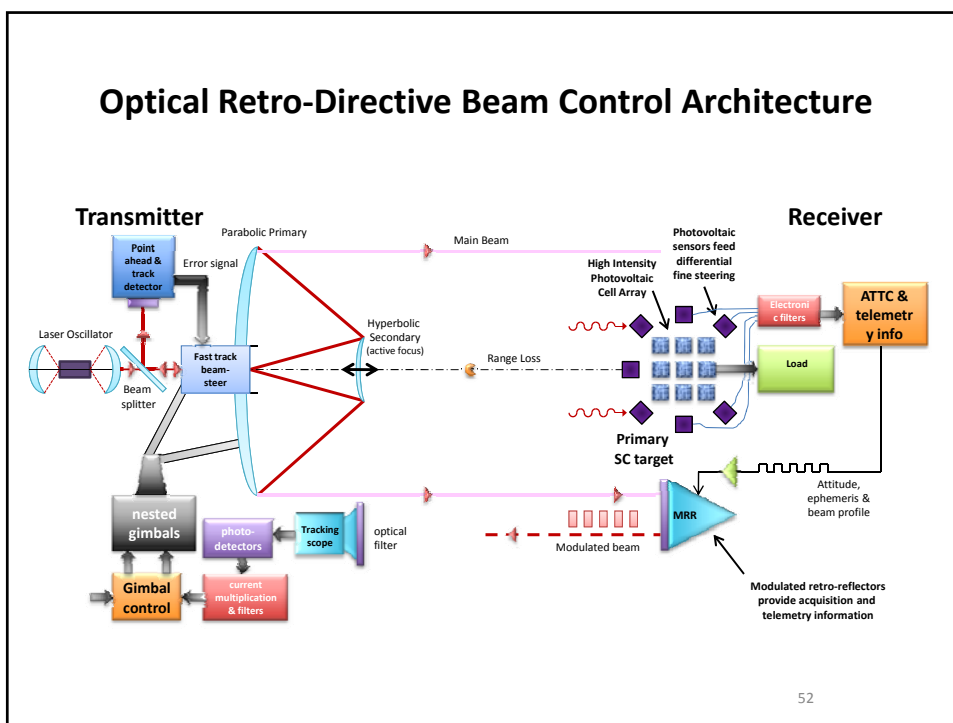 Optical Retro-Directive Beam Control Architecture
Transmitter
Receiver
Parabolic Primary
Main Beam
Point
ahead &
track
detector
Error signal
Laser Oscillator
Beam
splitter
Fast track
beam-
steer
Hyperbolic
Secondary
(active focus)
Range Loss
High Intensity
Photovoltaic
Cell Array
Photovoltaic
sensors feed
differential
fine steering
Electroni
c filters
ATTC &
telemetr
y info
Load
Primary
SC target
Attitude,
ephemeris &
beam profile
MRR
Modulated beam
Modulated retro-reflectors
provide acquisition and
telemetry information
nested
gimbals
Gimbal
control
photo-
detectors
Tracking
scope
optical
filter
current
multiplication
& filters
52